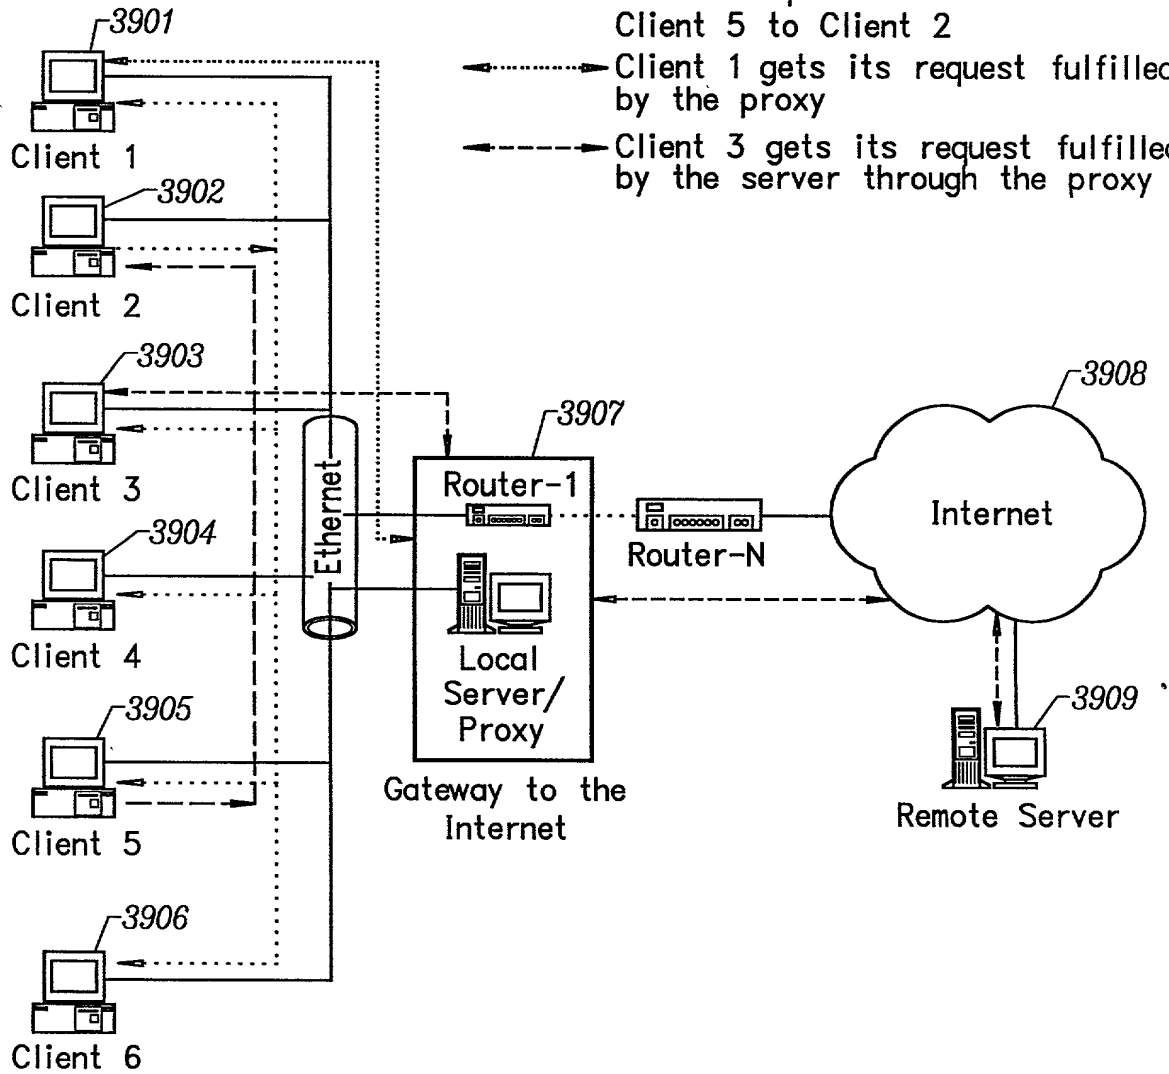 Client 5 to Client 2
Client 1 gets its request fulfilled
by the proxy
Client 3 gets its request fulfilled
by the server through the proxy
3901
Client 1
3902
Client 2
3903
Client 3
3904
Client 4
3905
Client 5
3906
Client 6
Ethernet
3907
Router-1
Local
Server/
Proxy
Gateway to the
Internet
Router-N
3908
Internet
3909
Remote Server